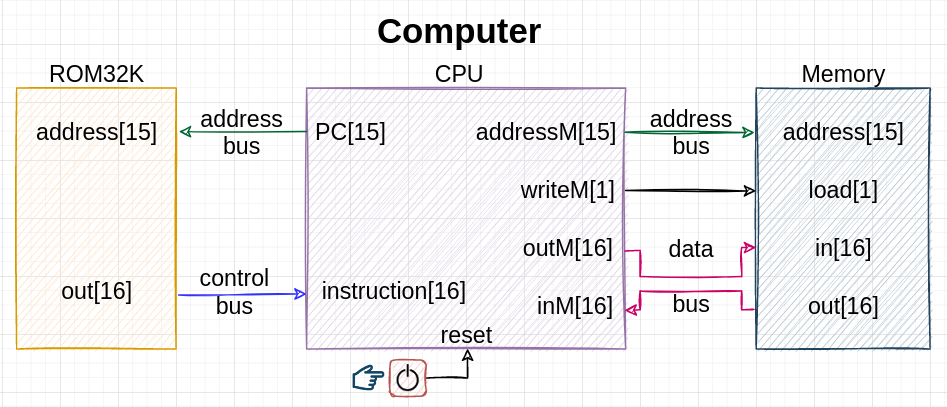 Computer
ROM32K
CPU
Memory
address[15]
address
bus
PC[15]
addressM[15]
address
bus
address[15]
writeM[1]
load[1]
outM[16]
data
in[16]
out[16]
control
bus
instruction[16]
inM[16]
bus
out[16]
reset